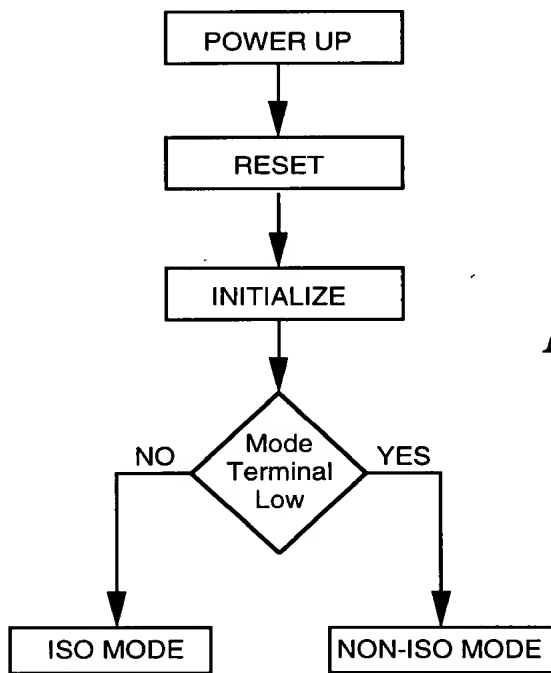 POWER UP
RESET
INITIALIZE
Mode
Terminal
Low
NO
YES
ISO MODE
NON-ISO MODE